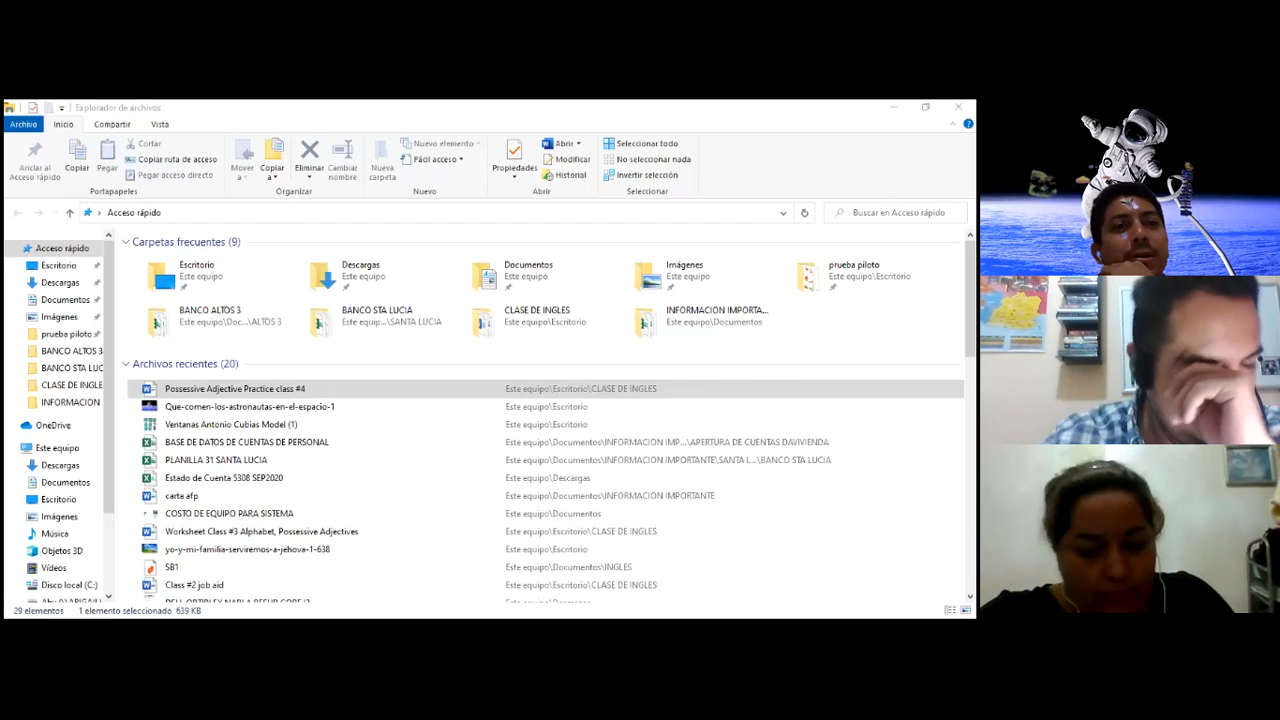 Explorador de archivos
Archivo Inicio Compartir Vista
Anclar al Acceso rápido
Copiar
Pegar
Cortar
Copiar ruta de acceso
Pegar acceso directo
Portapapeles
Mover a
Copiar a
Eliminar
Cambiar nombre
Organizar
Nueva carpeta
Nuevo elemento
Fácil acceso
Nuevo
Propiedades
Abrir
Modificar
Historial
Abrir
Seleccionar todo
No seleccionar nada
Invertir selección
Seleccionar
Acceso rápido
Buscar en Acceso rápido
Acceso rápido
Escritorio
Descargas
Documentos
Imágenes
prueba piloto
BANCO ALTOS 3
BANCO STA LUC
CLASE DE INGLE
INFORMACION
OneDrive
Este equipo
Descargas
Documentos
Escritorio
Imágenes
Música
Objetos 3D
Vídeos
Disco local (C:)
Carpetas frecuentes (9)
Escritorio
Este equipo
Descargas
Este equipo
Documentos
Este equipo
Imágenes
Este equipo
prueba piloto
Este equipo\Escritorio
BANCO ALTOS 3
Este equipo\Doc...\ALTOS 3
BANCO STA LUCIA
Este equip...\SANTA LUCIA
CLASE DE INGLES
Este equipo\Escritorio
INFORMACION IMPORTA...
Este equipo\Documentos
Archivos recientes (20)
Possessive Adjective Practice class #4 Este equipo\Escritorio\CLASE DE INGLES
Que-comen-los-astronautas-en-el-espacio-1 Este equipo\Escritorio
Ventanas Antonio Cubias Model (1) Este equipo\Escritorio
BASE DE DATOS DE CUENTAS DE PERSONAL Este equipo\Documentos\INFORMACION IMP...\APERTURA DE CUENTAS DAVIVIENDA
PLANILLA 31 SANTA LUCIA Este equipo\Documentos\INFORMACION IMPORTANTE\SANTA L...\BANCO STA LUCIA
Estado de Cuenta 5308 SEP2020 Este equipo\Descargas
carta afp Este equipo\Documentos\INFORMACION IMPORTANTE
COSTO DE EQUIPO PARA SISTEMA Este equipo\Documentos
Worksheet Class #3 Alphabet, Possessive Adjectives Este equipo\Escritorio\CLASE DE INGLES
yo-y-mi-familia-serviremos-a-jehova-1-638 Este equipo\Escritorio
SB1 Este equipo\Documentos\INGLES
Class #2 job aid Este equipo\Escritorio\CLASE DE INGLES
29 elementos 1 elemento seleccionado 639 KB